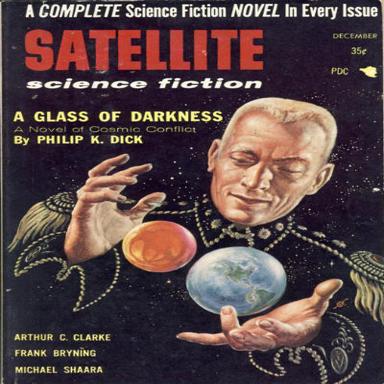 A COMPLETE Science Fiction NOVEL In Every Issue
SATELLITE
DECEMBER
35¢
science fiction
PDC
A GLASS OF DARKNESS
A Novel of Cosmic Conflict
By PHILIP K. DICK
ARTHUR C. CLARKE
FRANK BRYNING
MICHAEL SHAARA